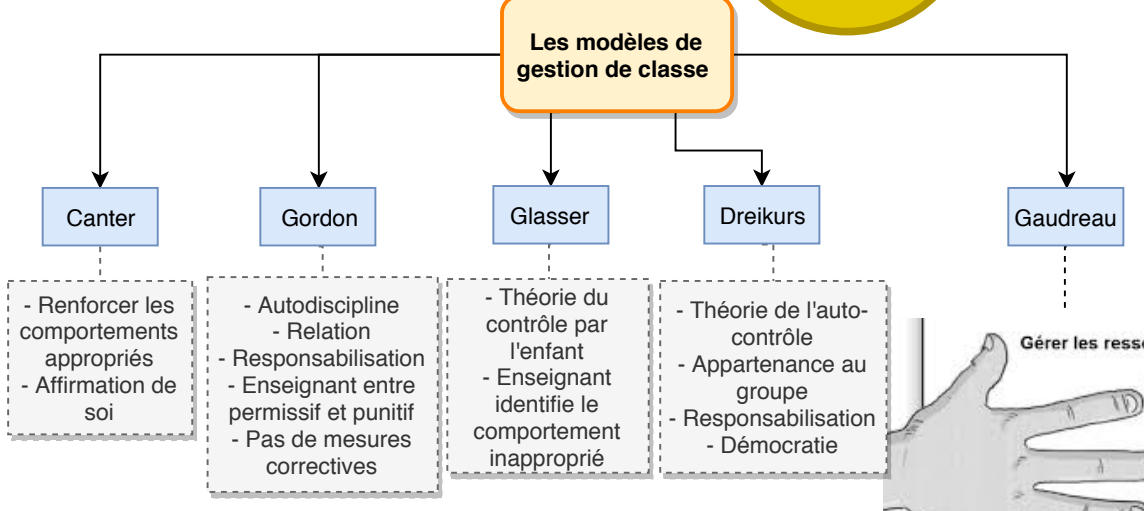 Les modèles de
gestion de classe
Canter
Gordon
Glasser
Dreikurs
Gaudreau
- Renforcer les
comportements
appropriés
- Affirmation de
soi
- Autodiscipline
- Relation
- Responsabilisation
- Enseignant entre
permissif et punitif
- Pas de mesures
correctives
- Théorie du
contrôle par
l'enfant
- Enseignant
identifie le
comportement
inapproprié
- Théorie de l'auto-
contrôle
- Appartenance au
groupe
- Responsabilisation
- Démocratie
Gérer les